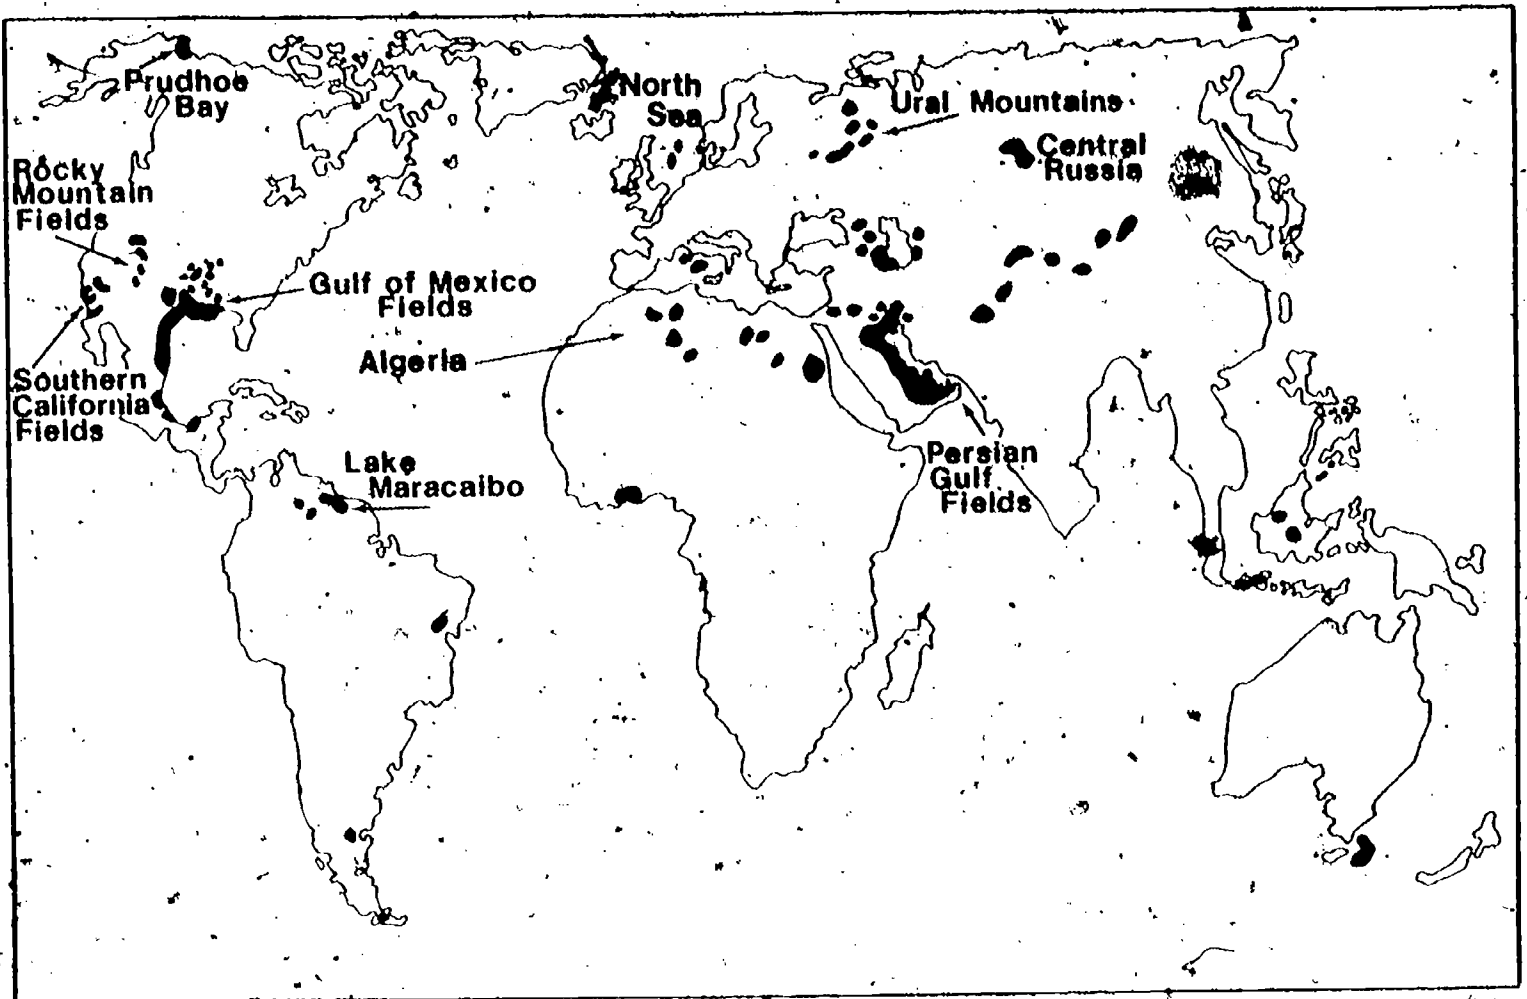 Prudhoe
Bay
North
Sea
Ural Mountains
Central
Russia
Rocky
Mountain
Fields
Gulf of Mexico
Fields
Algeria
Southern
California
Fields
Lake
Maracaibo
Persian
Gulf
Fields